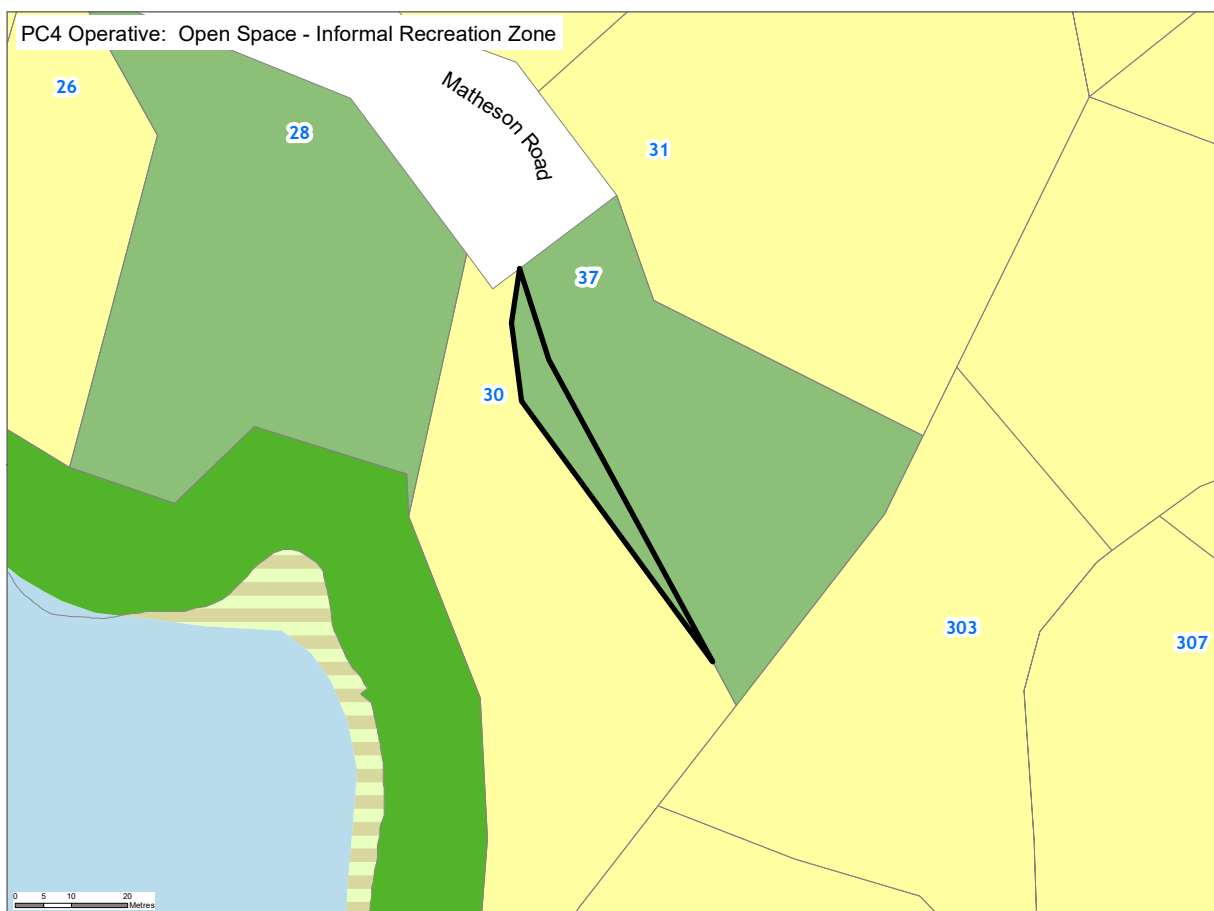 PC4 Operative:  Open Space - Informal Recreation Zone
26
28
Matheson Road
31
37
30
303
307
0 5 10 20
Metres